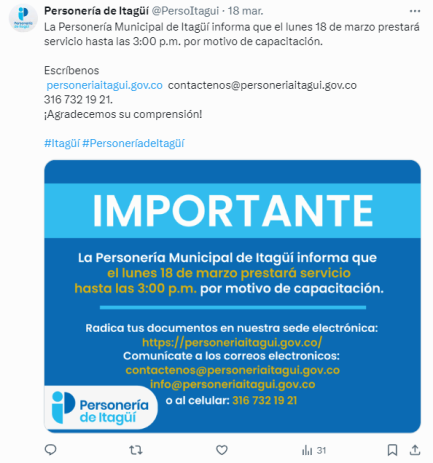 Personería de Itagüí @PersoItagui · 18 mar.
La Personería Municipal de Itagüí informa que el lunes 18 de marzo prestará
servicio hasta las 3:00 p.m. por motivo de capacitación.
Escríbenos
personeriaitagui.gov.co contactenos@personeriaitagui.gov.co
316 732 19 21.
¡Agradecemos su comprensión!
#Itagüí #PersoneríadeItagüí
IMPORTANTE
La Personería Municipal de Itagüí informa que
el lunes 18 de marzo prestará servicio
hasta las 3:00 p.m. por motivo de capacitación.
Radica tus documentos en nuestra sede electrónica:
https://personeriaitagui.gov.co/
Comunícate a los correos electronicos:
contactenos@personeriaitagui.gov.co
info@personeriaitagui.gov.co
o al celular: 316 732 19 21
Personería
de Itagüí
31